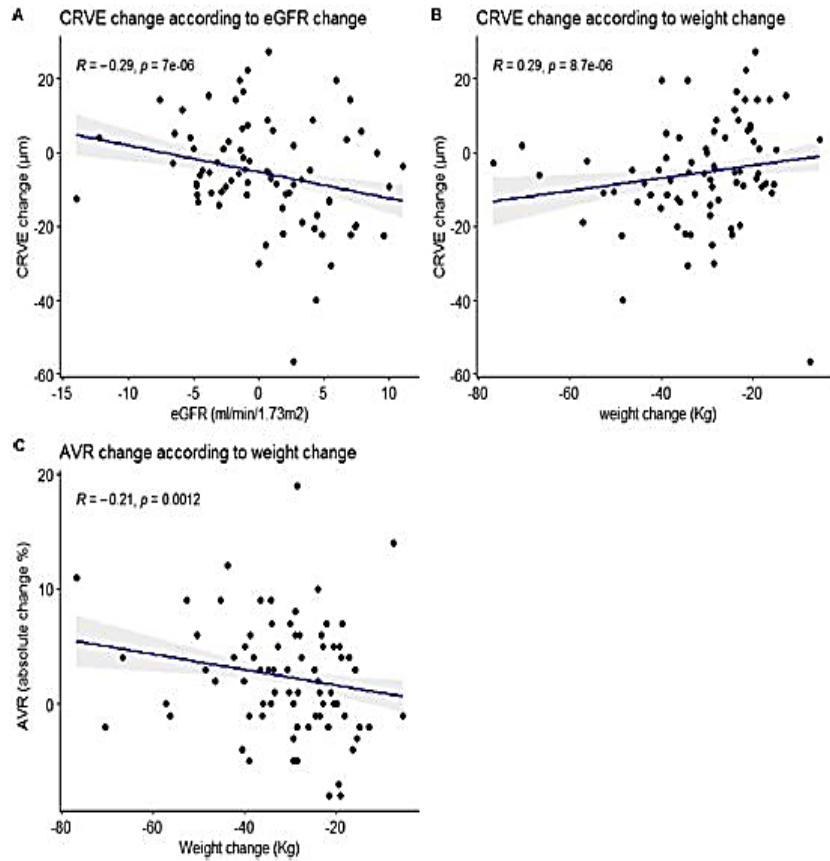 A
CRVE change according to eGFR change
R = −0.29, p = 7e-06
20
0
-20
-40
-60
CRVE change (µm)
-15
-10
-5
0
5
10
eGFR (ml/min/1.73m2)
B
CRVE change according to weight change
R = 0.29, p = 8.7e-06
20
0
-20
-40
-60
CRVE change (µm)
-80
-60
-40
-20
weight change (Kg)
C
AVR change according to weight change
R = −0.21, p = 0.0012
20
10
0
AVR (absolute change %)
-80
-60
-40
-20
Weight change (Kg)